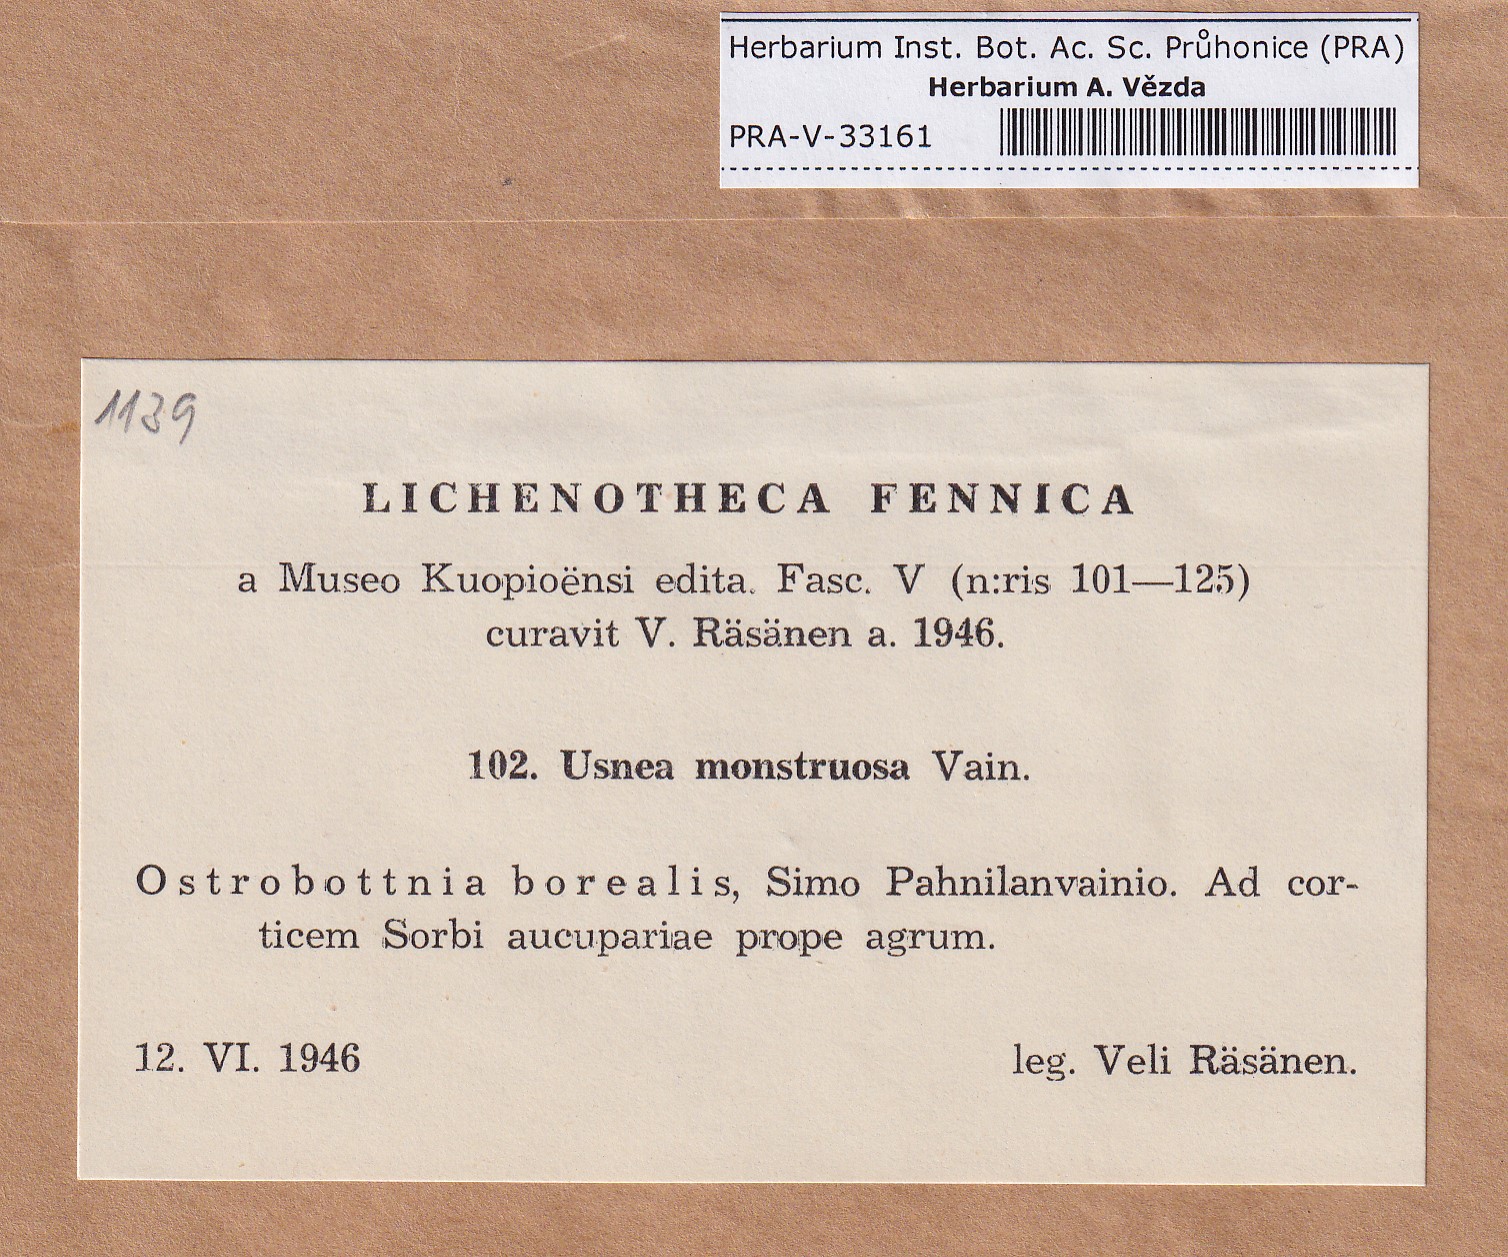 Herbarium Inst. Bot. Ac. Sc. Průhonice (PRA)
Herbarium A. Vězda
PRA-V-33161
1139
LICHENOTHECA FENNICA
a Museo Kuopioënsi edita. Fasc. V (n:ris 101—125)
curavit V. Räsänen a. 1946.
102. Usnea monstruosa Vain.
Ostrobottnia borealis, Simo Pahnilanvainio. Ad cor-
ticem Sorbi aucupariae prope agrum.
12. VI. 1946
leg. Veli Räsänen.